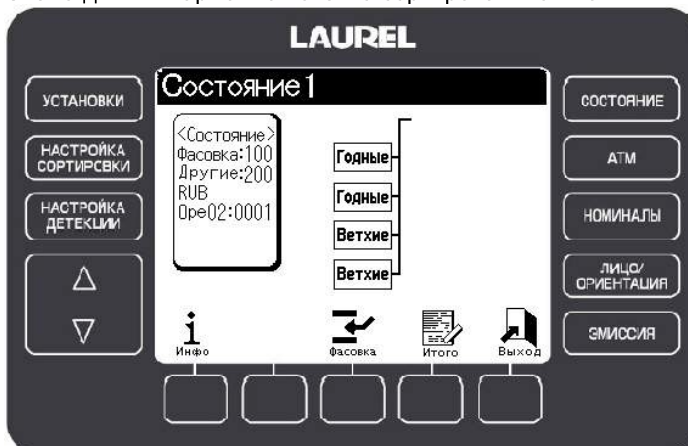 LAUREL
УСТАНОВКИ
НАСТРОЙКА
СОРТИРСВКИ
НАСТРОЙКА
ДЕТЕКЦИИ
Состояние1
<Состояние>
Фасовка:100
Другие:200
RUB
Ope02:0001
Годные
Годные
Ветхие
Ветхие
Инфо
Фасовка
Итого
Выход
СОСТОЯНИЕ
АТМ
НОМИНАЛЫ
ЛИЦО/
ОРИЕНТАЦИЯ
ЭМИССИЯ